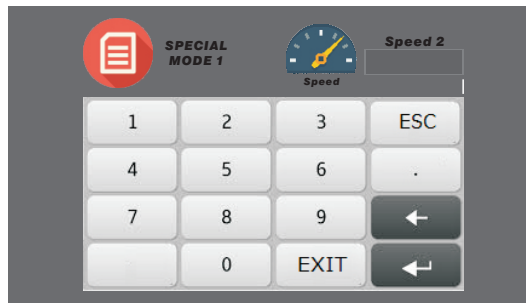 SPECIAL
MODE 1
Speed
Speed 2
1 2 3 ESC
4 5 6 .
7 8 9
0 EXIT